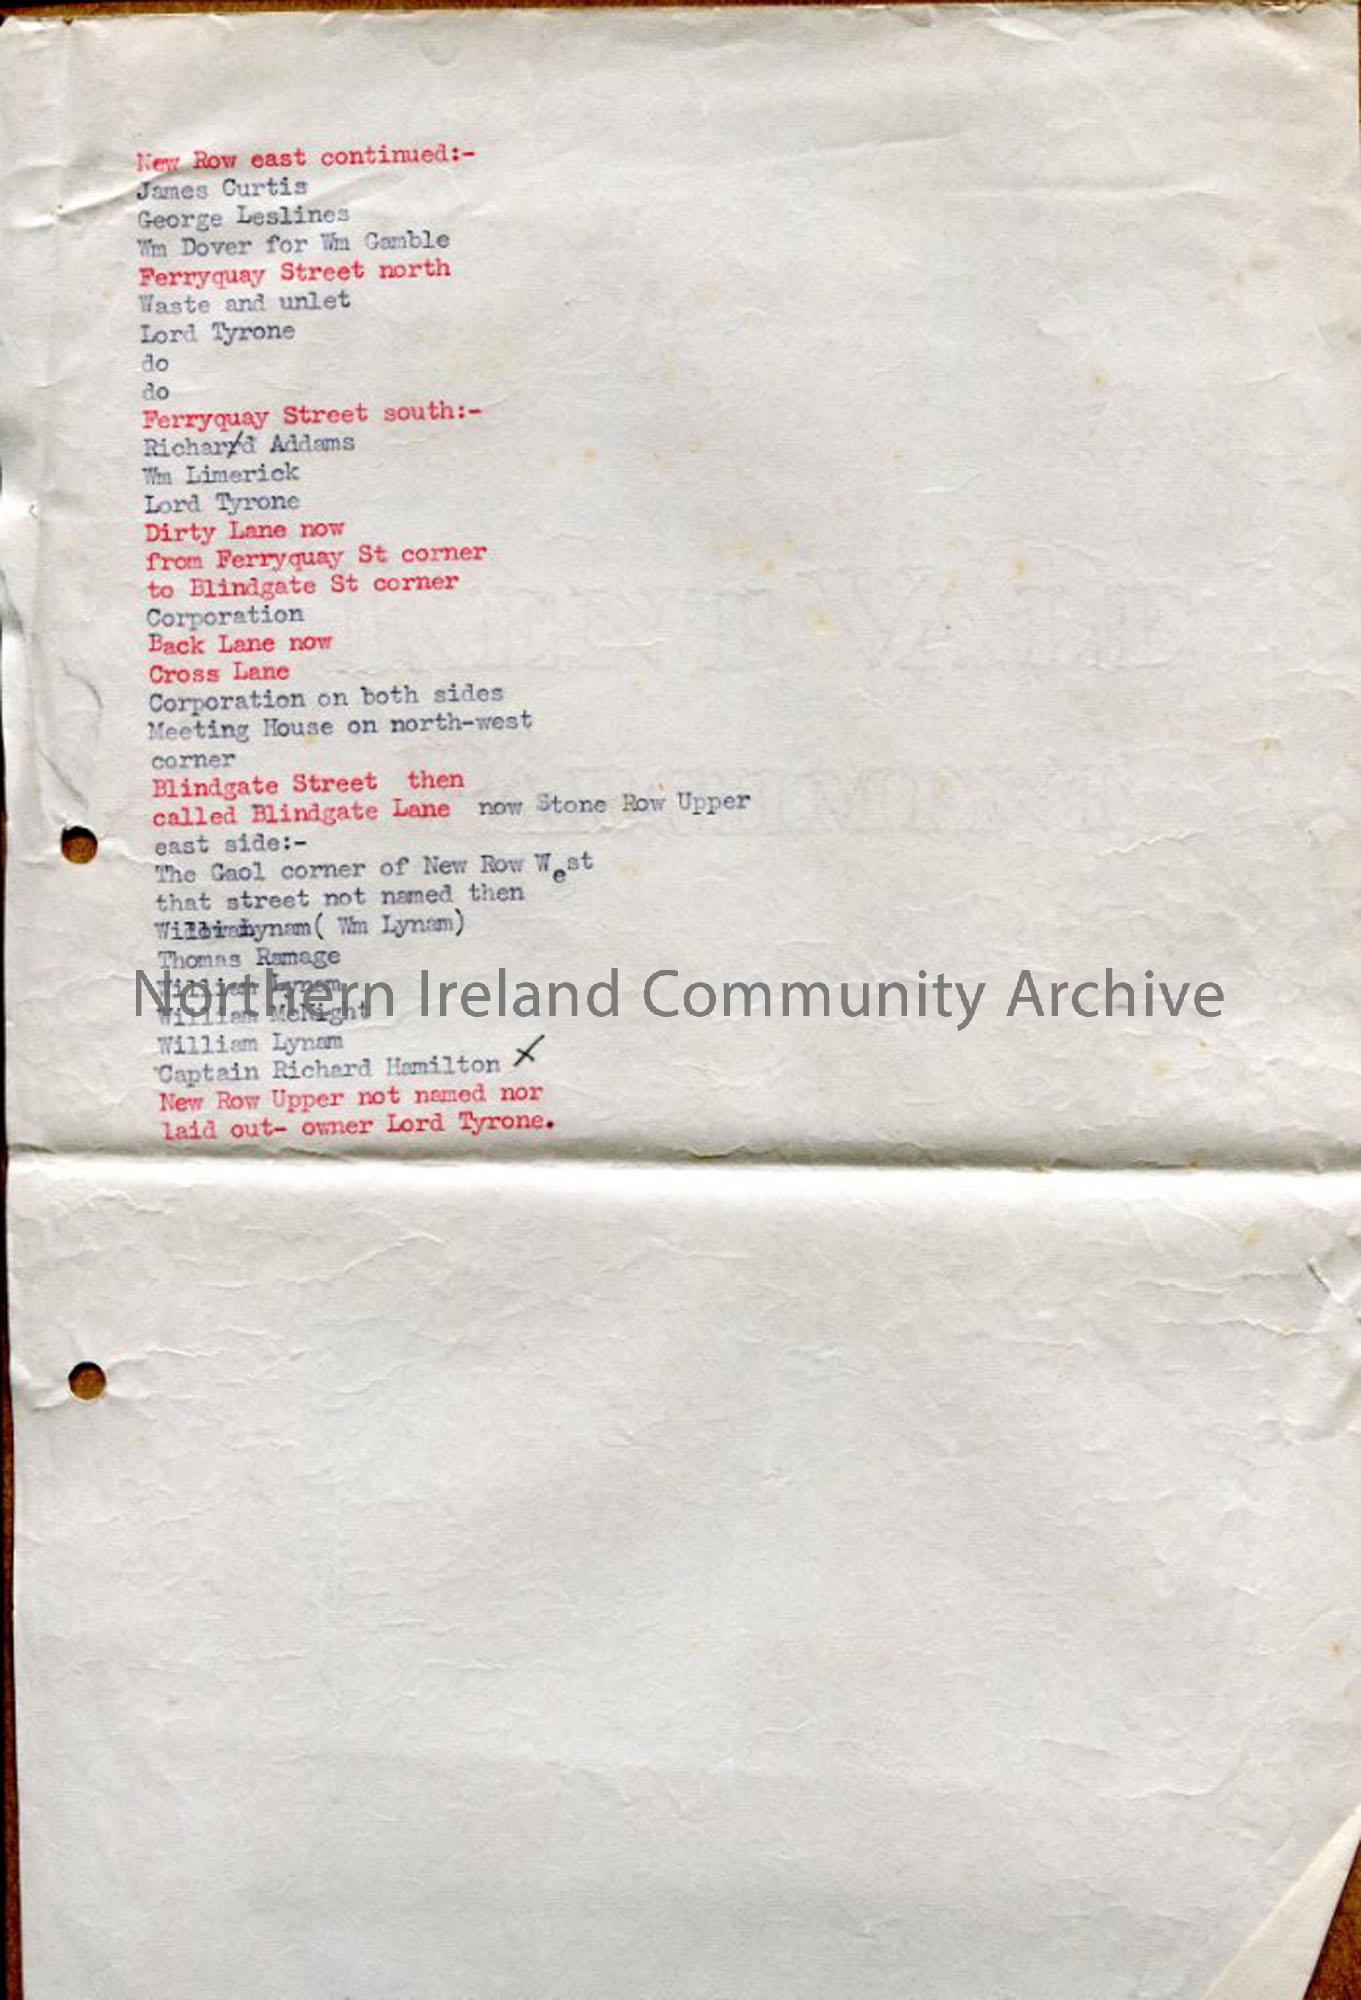 New Row east continued:-
James Curtis
George Leslines
Wm Dover for Wm Gamble
Ferryquay Street north
Waste and unlet
Lord Tyrone
do
do
Ferryquay Street south:-
Richard Addams
Wm Limerick
Lord Tyrone
Dirty Lane now
from Ferryquay St corner
to Blindgate St corner
Corporation
Back Lane now
Cross Lane
Corporation on both sides
Meeting House on north-west
corner
Blindgate Street then
called Blindgate Lane now Stone Row Upper
east side:-
The Gaol corner of New Row West
that street not named then
( Wm Lynam)
Thomas Ramage
William Lynam
Northern Ireland Community Archive
William McNight
William Lynam
Captain Richard Hamilton X
New Row Upper not named nor
laid out- owner Lord Tyrone.